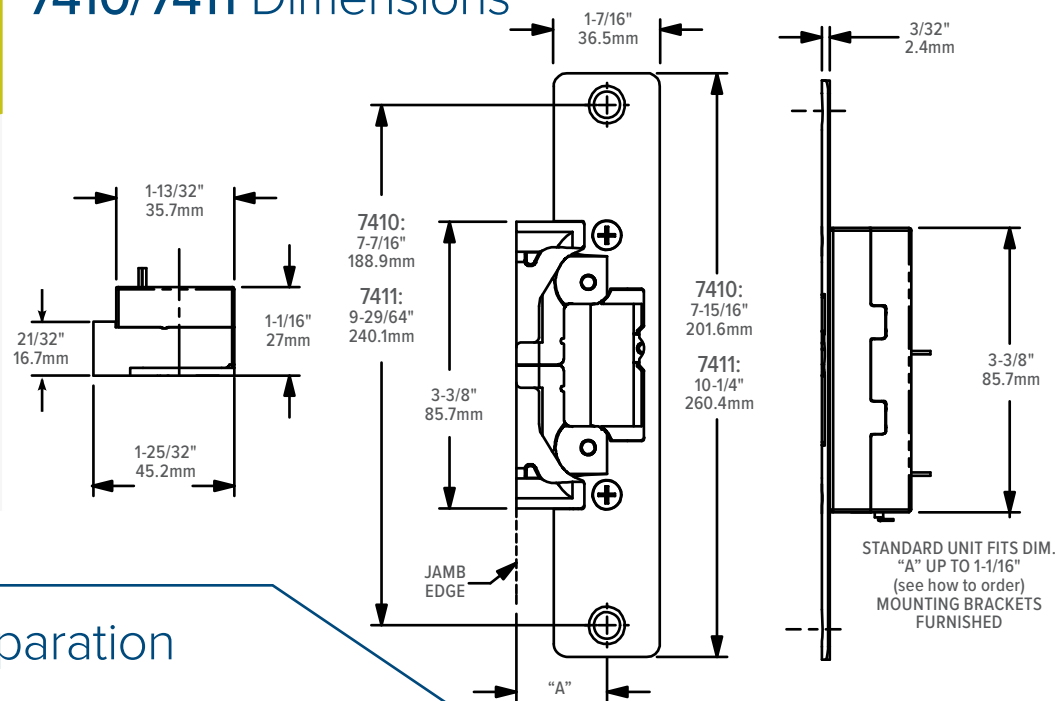 7410/7411 Dimensions
1-7/16"
36.5mm
3/32"
2.4mm
1-13/32"
35.7mm
21/32"
16.7mm
1-1/16"
27mm
1-25/32"
45.2mm
7410:
7-7/16"
188.9mm
7411:
9-29/64"
240.1mm
3-3/8"
85.7mm
7410:
7-15/16"
201.6mm
7411:
10-1/4"
260.4mm
3-3/8"
85.7mm
JAMB
EDGE
"A"
STANDARD UNIT FITS DIM.
"A" UP TO 1-1/16"
(see how to order)
MOUNTING BRACKETS
FURNISHED
paration